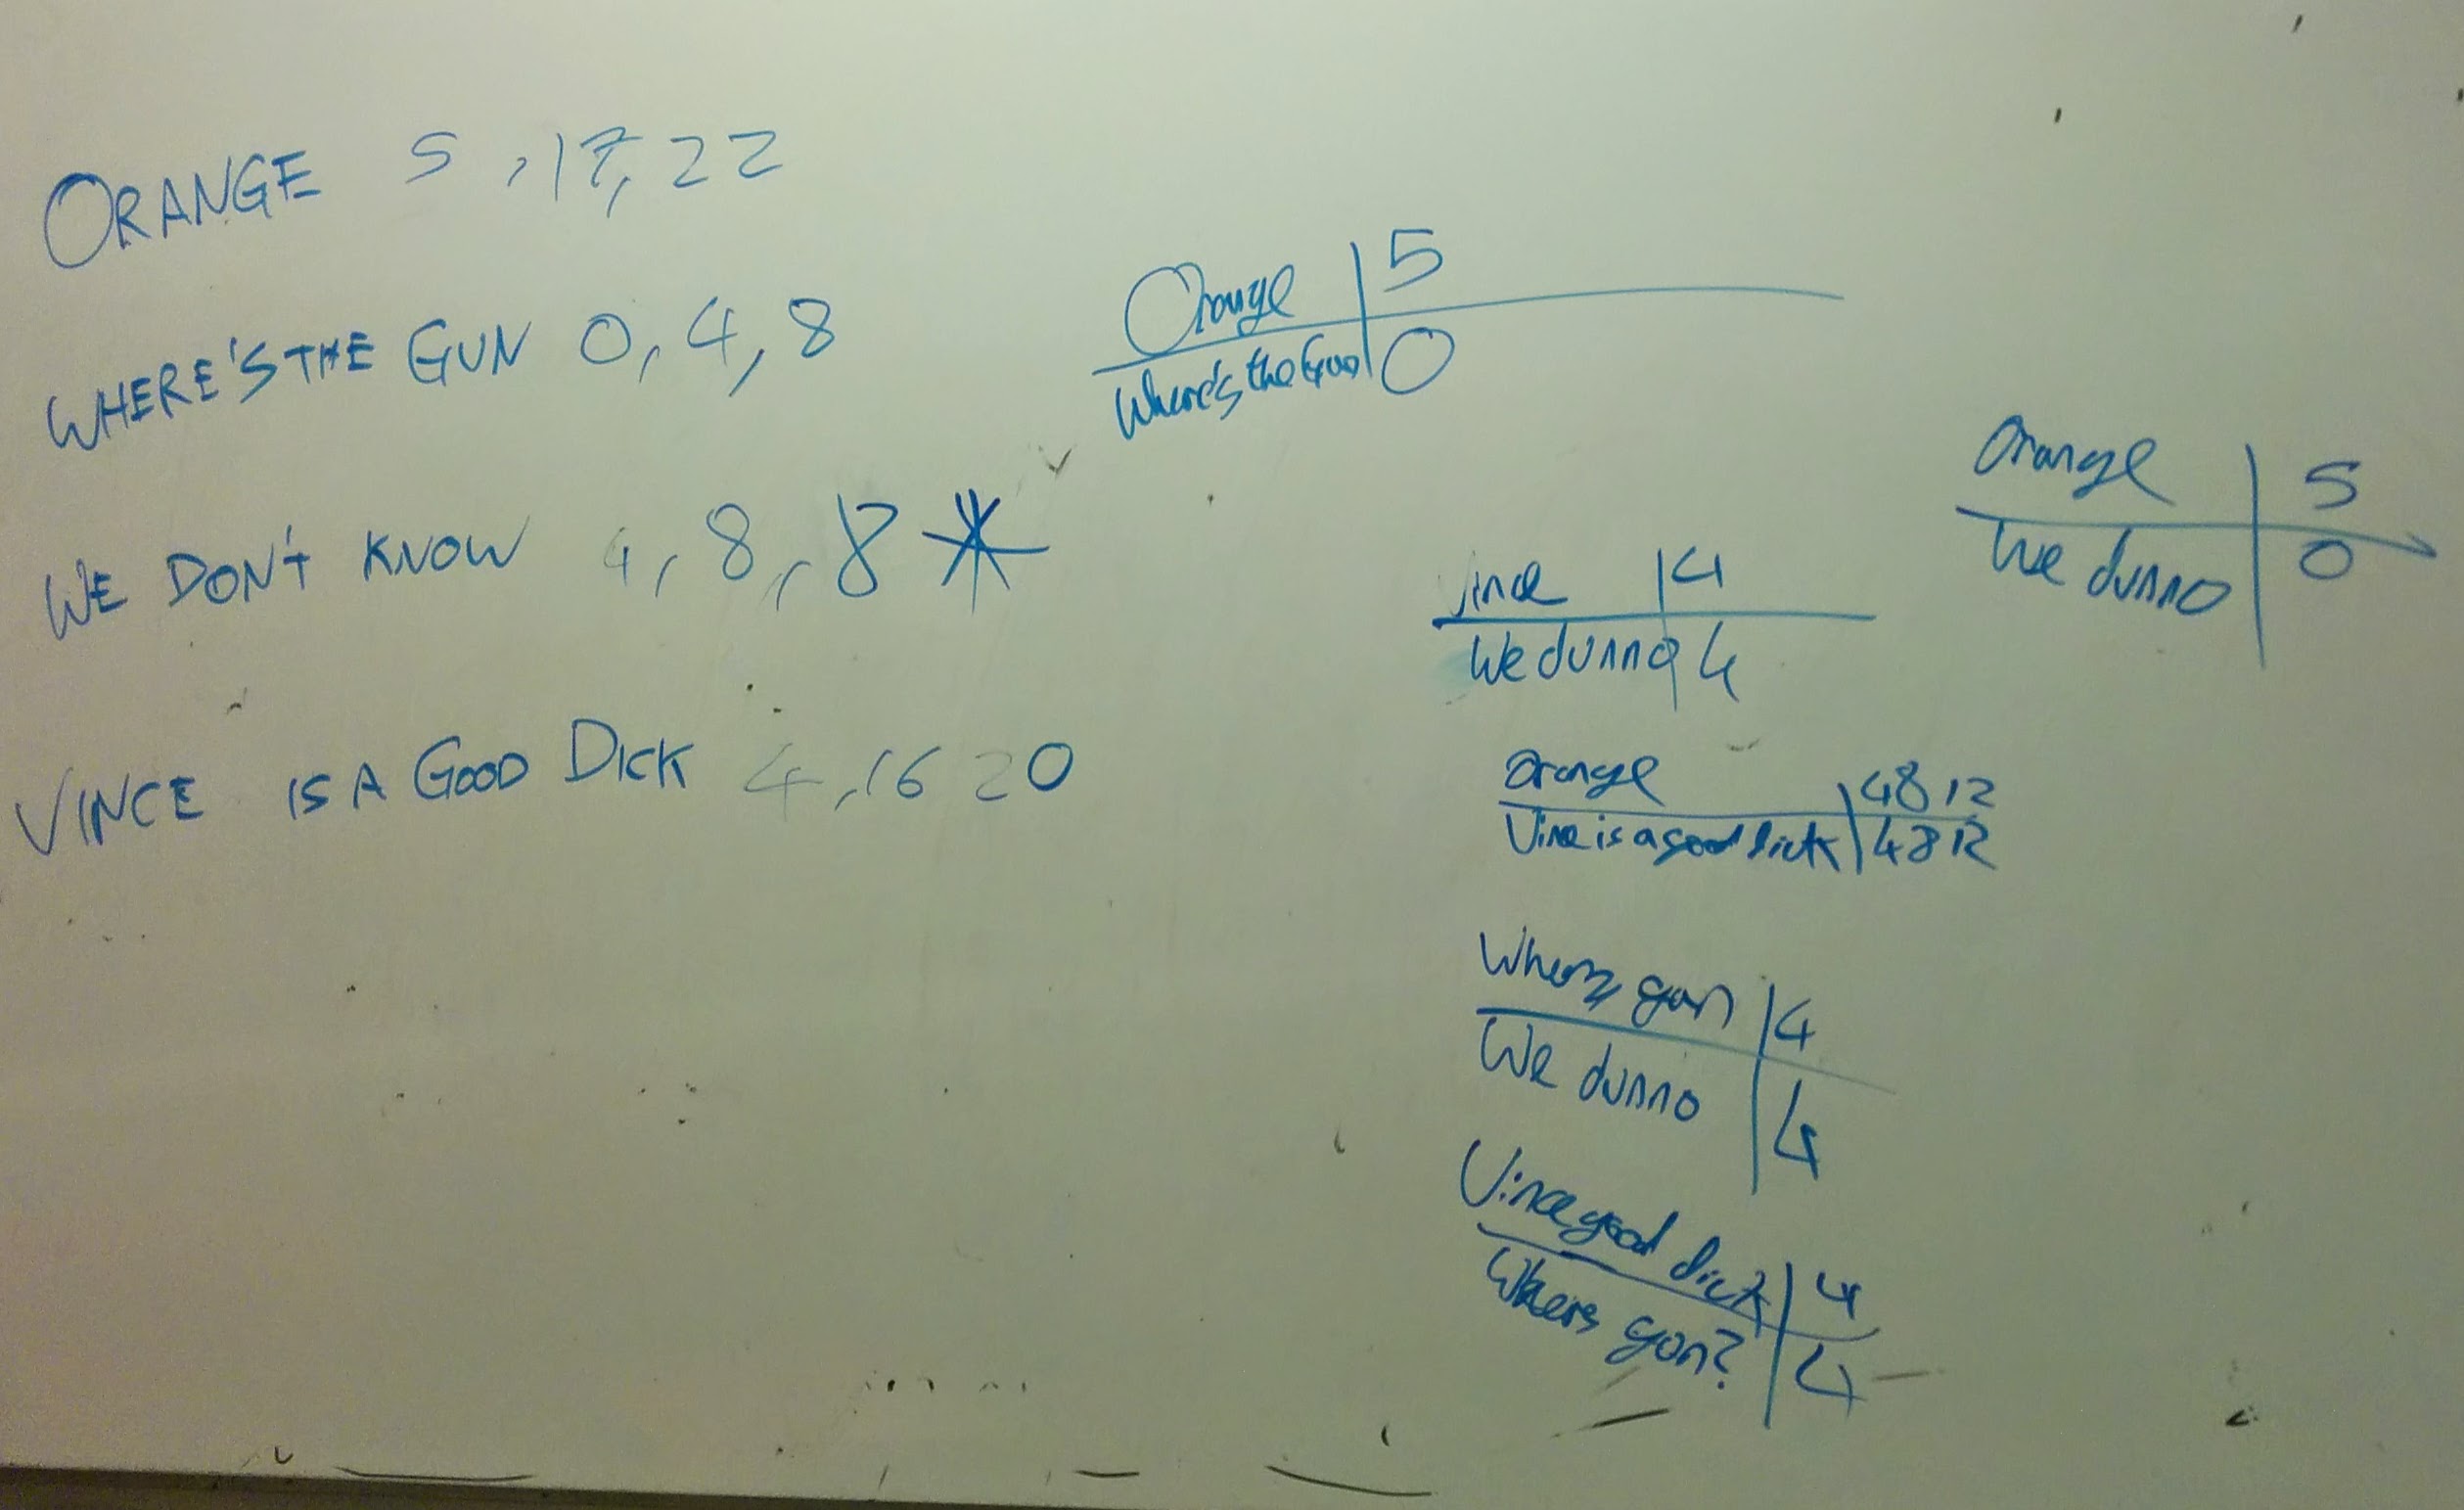 ORANGE 5, 17, 22
WHERE'S THE GUN 0, 4, 8
WE DON'T KNOW 4, 8, 8 *
VINCE IS A GOOD DICK 4, 16 20
Orange 5
Where's the Gun 0
Orange 5
We dunno 0
Vince 4
We dunno 4
Orange 4 8 12
Vince is a good dick 4 8 12
Wheres gun 4
We dunno 4
Vince good dick 4
Wheres gun? 4